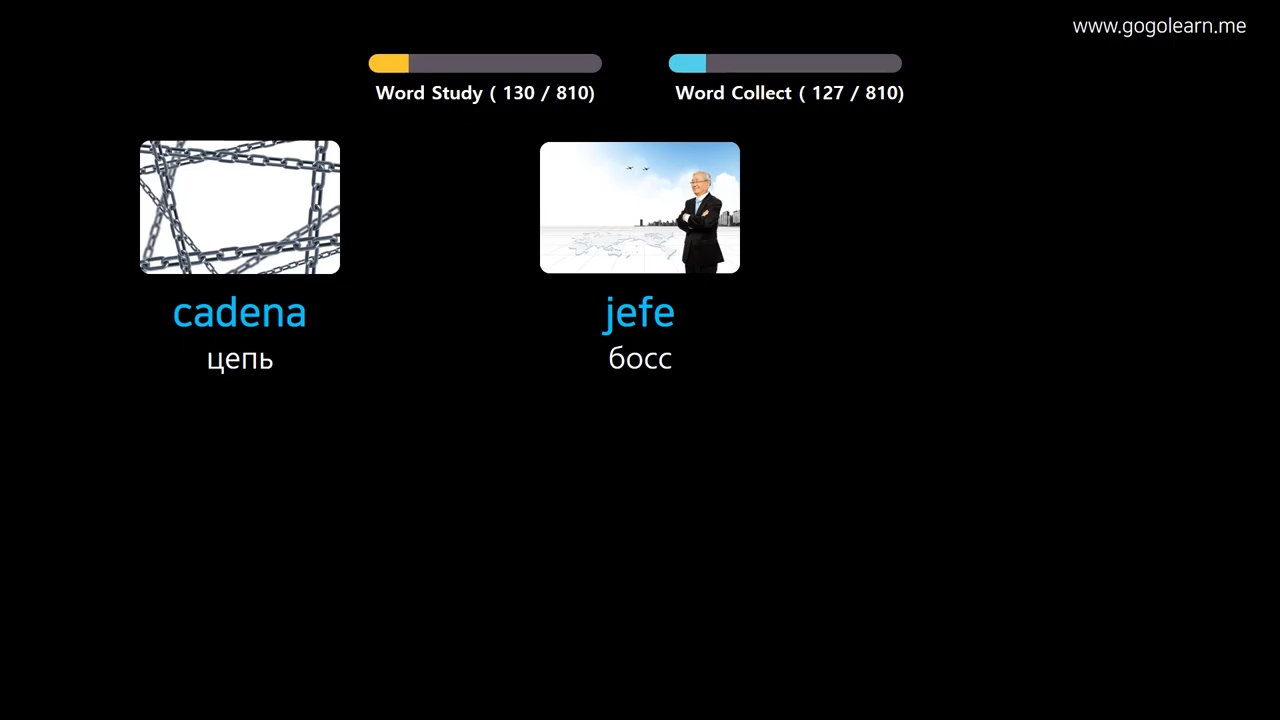 www.gogolearn.me
Word Study ( 130 / 810)
Word Collect ( 127 / 810)
cadena
цепь
jefe
босс